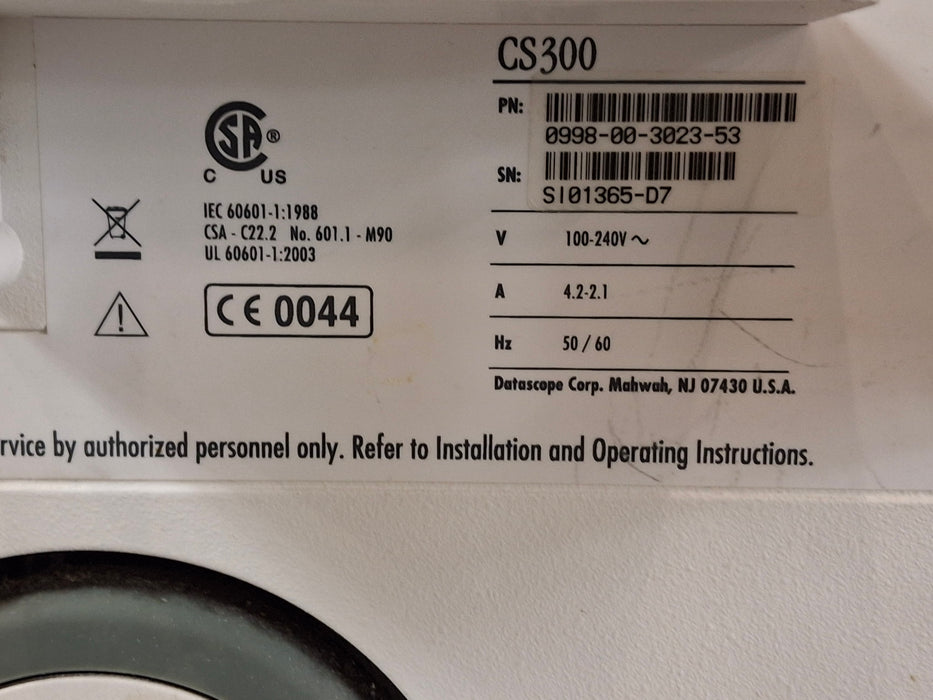 CS300
PN:
0998-00-3023-53
SN:
SI01365-D7
V 100-240V ~
A 4.2-2.1
Hz 50 / 60
Datascope Corp. Mahwah, NJ 07430 U.S.A.
CSA ®
C US
IEC 60601-1:1988
CSA - C22.2 No. 601.1 - M90
UL 60601-1:2003
CE 0044
!
by authorized personnel only. Refer to Installation and Operating Instructions.